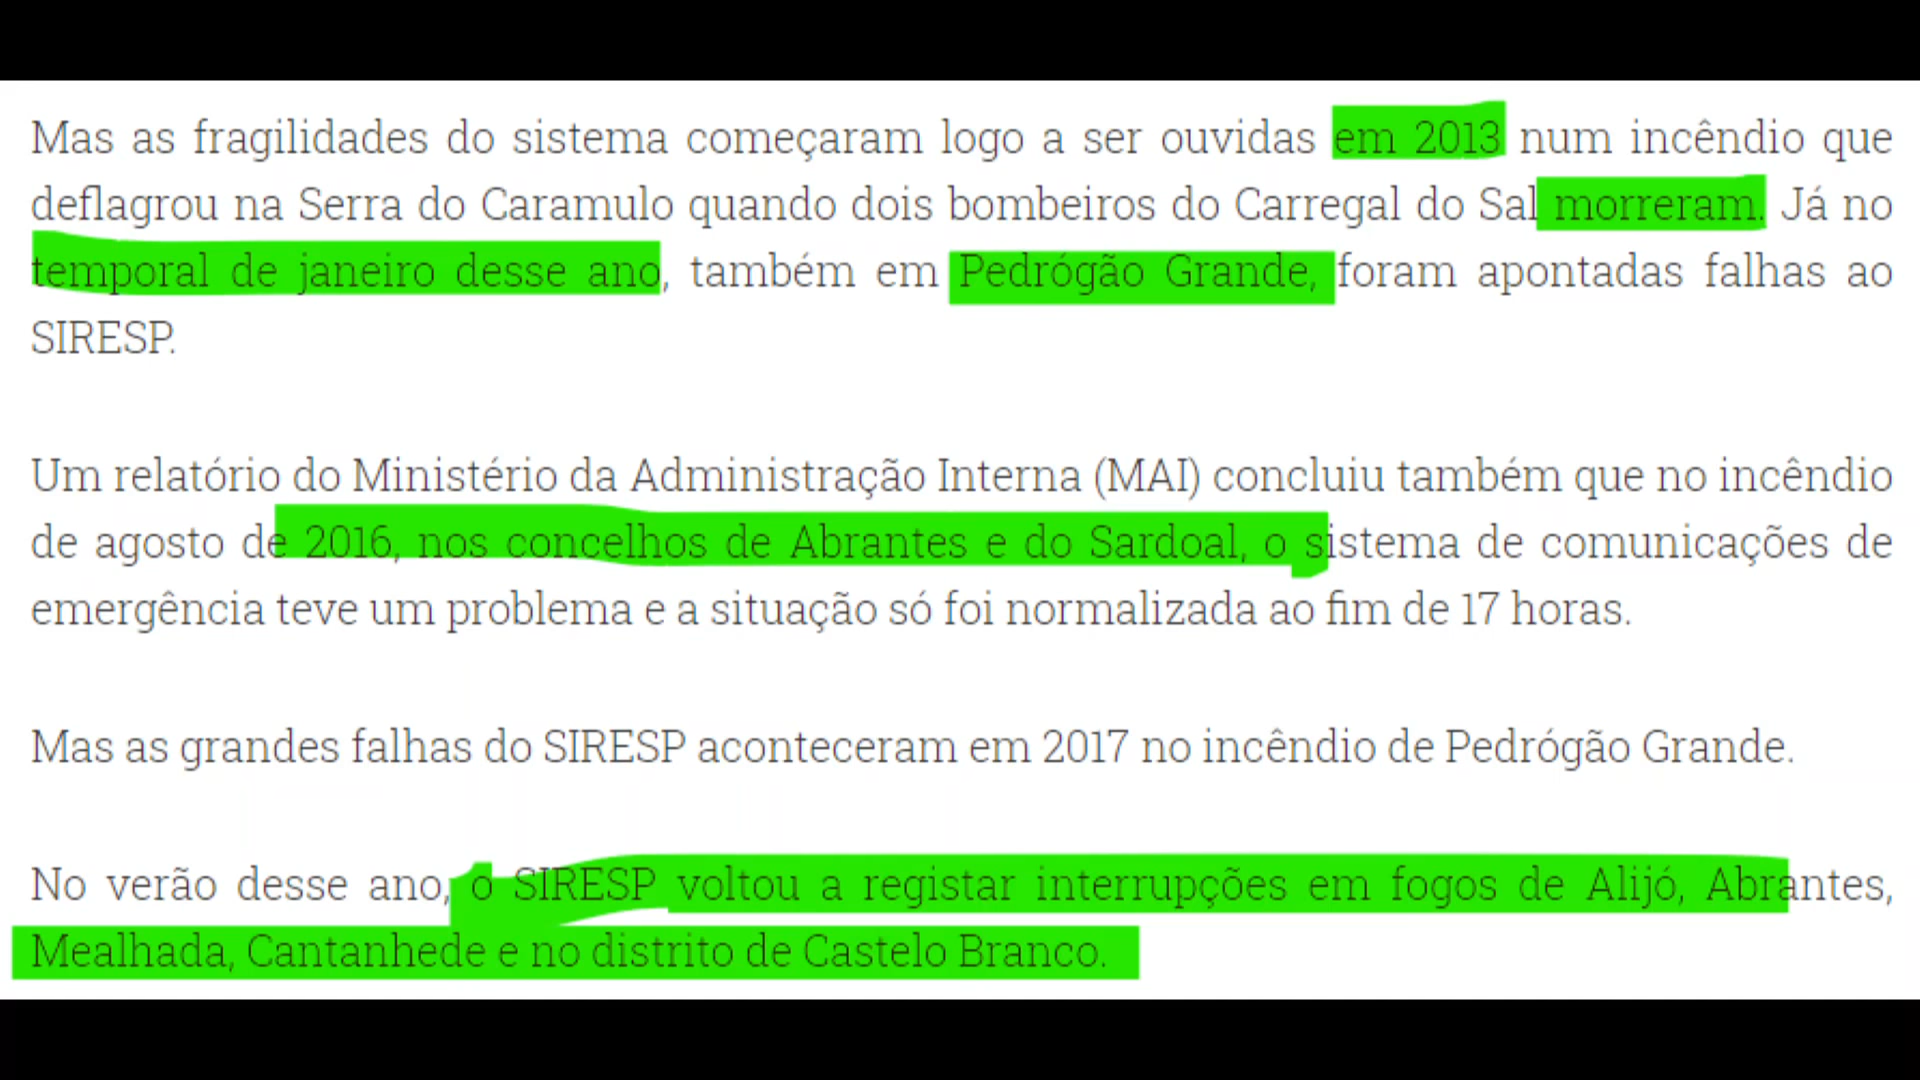 Mas as fragilidades do sistema começaram logo a ser ouvidas em 2013 num incêndio que
deflagrou na Serra do Caramulo quando dois bombeiros do Carregal do Sal morreram. Já no
temporal de janeiro desse ano, também em Pedrógão Grande, foram apontadas falhas ao
SIRESP.
Um relatório do Ministério da Administração Interna (MAI) concluiu também que no incêndio
de agosto de 2016, nos concelhos de Abrantes e do Sardoal, o sistema de comunicações de
emergência teve um problema e a situação só foi normalizada ao fim de 17 horas.
Mas as grandes falhas do SIRESP aconteceram em 2017 no incêndio de Pedrógão Grande.
No verão desse ano, o SIRESP voltou a registar interrupções em fogos de Alijó, Abrantes,
Mealhada, Cantanhede e no distrito de Castelo Branco.